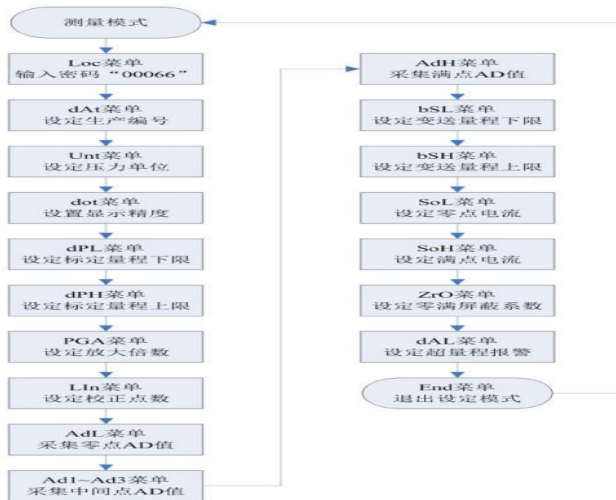 测量模式
Loc菜单
输入密码“00066”
dAt菜单
设定生产编号
Unt菜单
设定压力单位
dot菜单
设置显示精度
dPL菜单
设定标定量程下限
dPH菜单
设定标定量程上限
PGA菜单
设定放大倍数
LIn菜单
设定校正点数
AdL菜单
采集零点AD值
Ad1~Ad3菜单
采集中间点AD值
AdH菜单
采集满点AD值
bSL菜单
设定变送量程下限
bSH菜单
设定变送量程上限
SoL菜单
设定零点电流
SoH菜单
设定满点电流
ZrO菜单
设定零满屏蔽系数
dAL菜单
设定超量程报警
End菜单
退出设定模式